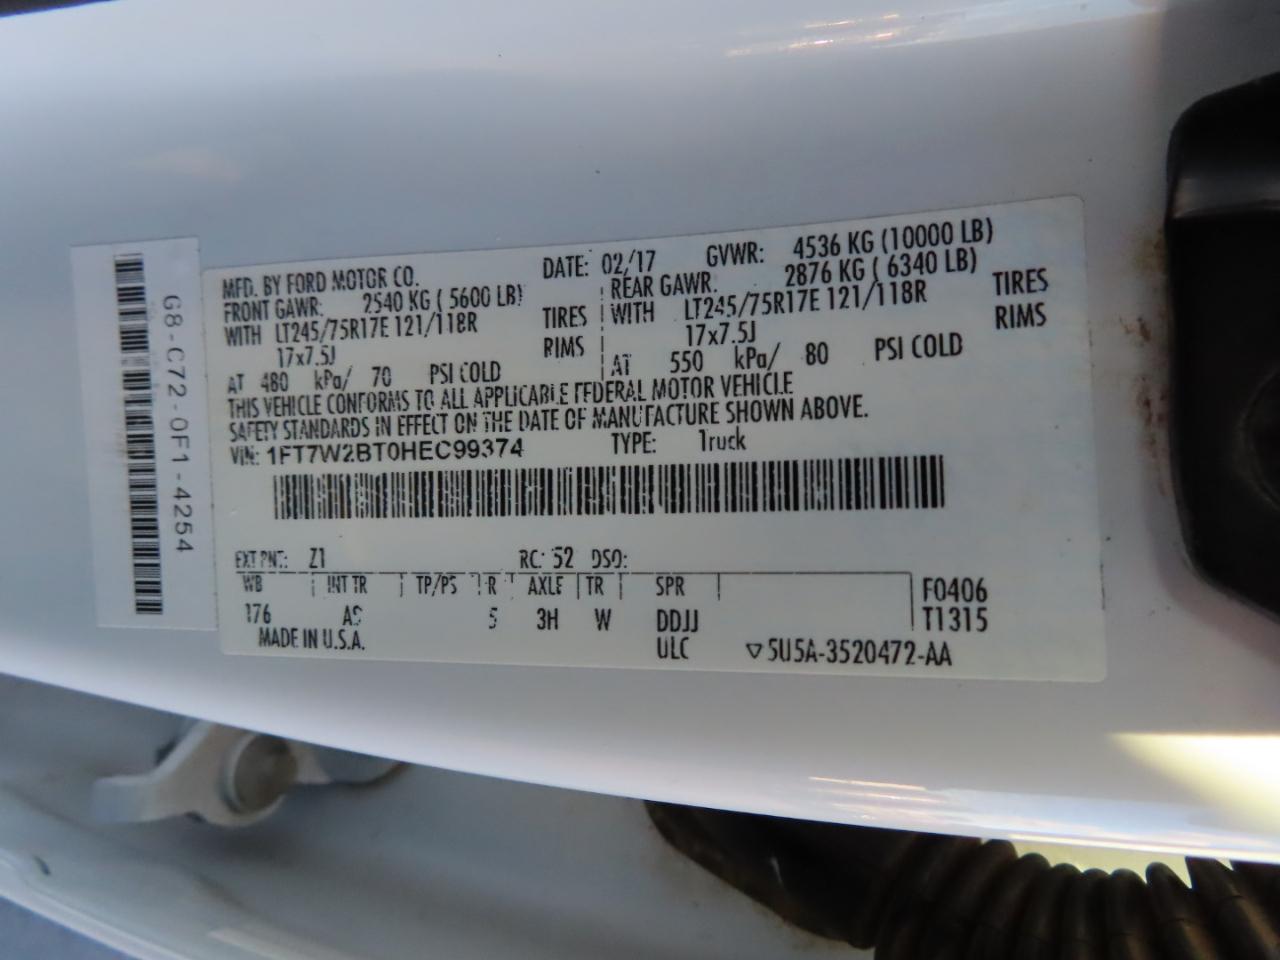 G8-C72-0F1-4254
MFD. BY FORD MOTOR CO. DATE: 02/17 GVWR: 4536 KG (10000 LB)
FRONT GAWR: 2540 KG ( 5600 LB) REAR GAWR: 2876 KG ( 6340 LB)
WITH LT245/75R17E 121/118R TIRES WITH LT245/75R17E 121/118R TIRES
17x7.5J RIMS 17x7.5J RIMS
AT 480 kPa/ 70 PSI COLD AT 550 kPa/ 80 PSI COLD
THIS VEHICLE CONFORMS TO ALL APPLICABLE FEDERAL MOTOR VEHICLE
SAFETY STANDARDS IN EFFECT ON THE DATE OF MANUFACTURE SHOWN ABOVE.
VIN: 1FT7W2BT0HEC99374 TYPE: Truck
EXT PNT: Z1 RC: 52 DSO:
WB INT TR TP/PS R AXLE TR SPR F0406
176 AS 5 3H W DDJJ T1315
MADE IN U.S.A. ULC ▽5U5A-3520472-AA